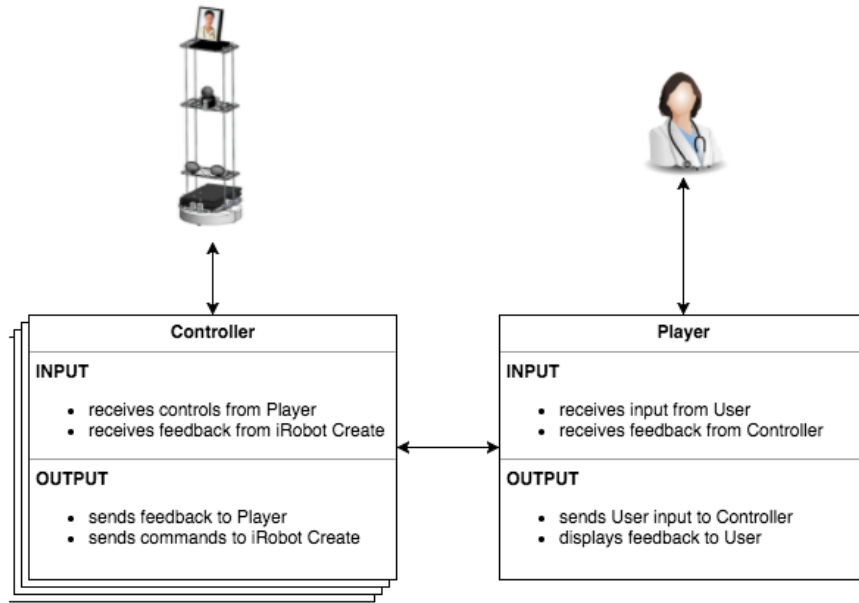 Controller
INPUT
• receives controls from Player
• receives feedback from iRobot Create
OUTPUT
• sends feedback to Player
• sends commands to iRobot Create
Player
INPUT
• receives input from User
• receives feedback from Controller
OUTPUT
• sends User input to Controller
• displays feedback to User